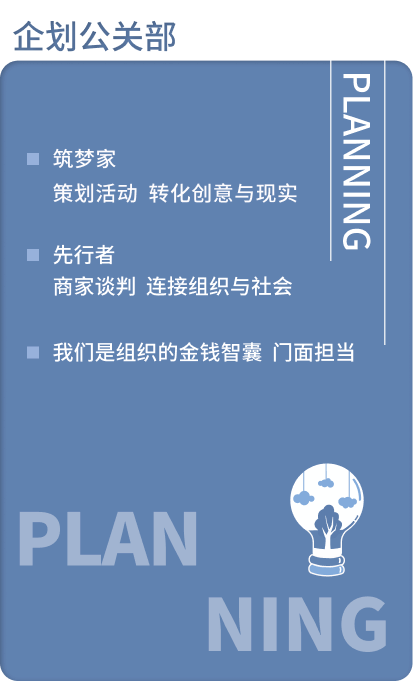 企划公关部
PLANNING
筑梦家
策划活动 转化创意与现实
先行者
商家谈判 连接组织与社会
我们是组织的金钱智囊 门面担当
PLAN
NING